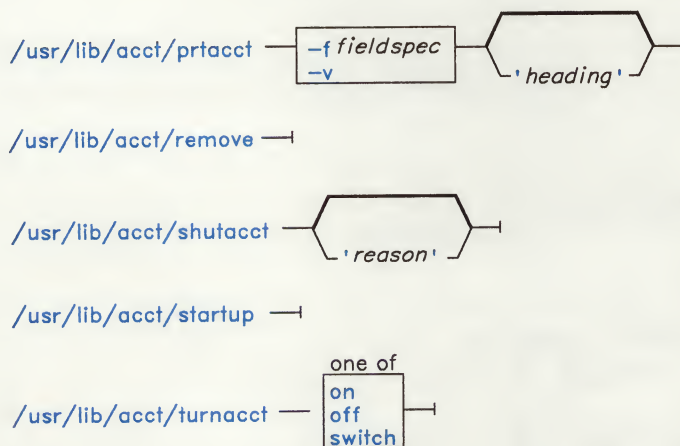 /usr/lib/acct/prtacct –f fieldspec
–v
'heading'
/usr/lib/acct/remove
/usr/lib/acct/shutacct 'reason'
/usr/lib/acct/startup
one of
/usr/lib/acct/turnacct on
off
switch